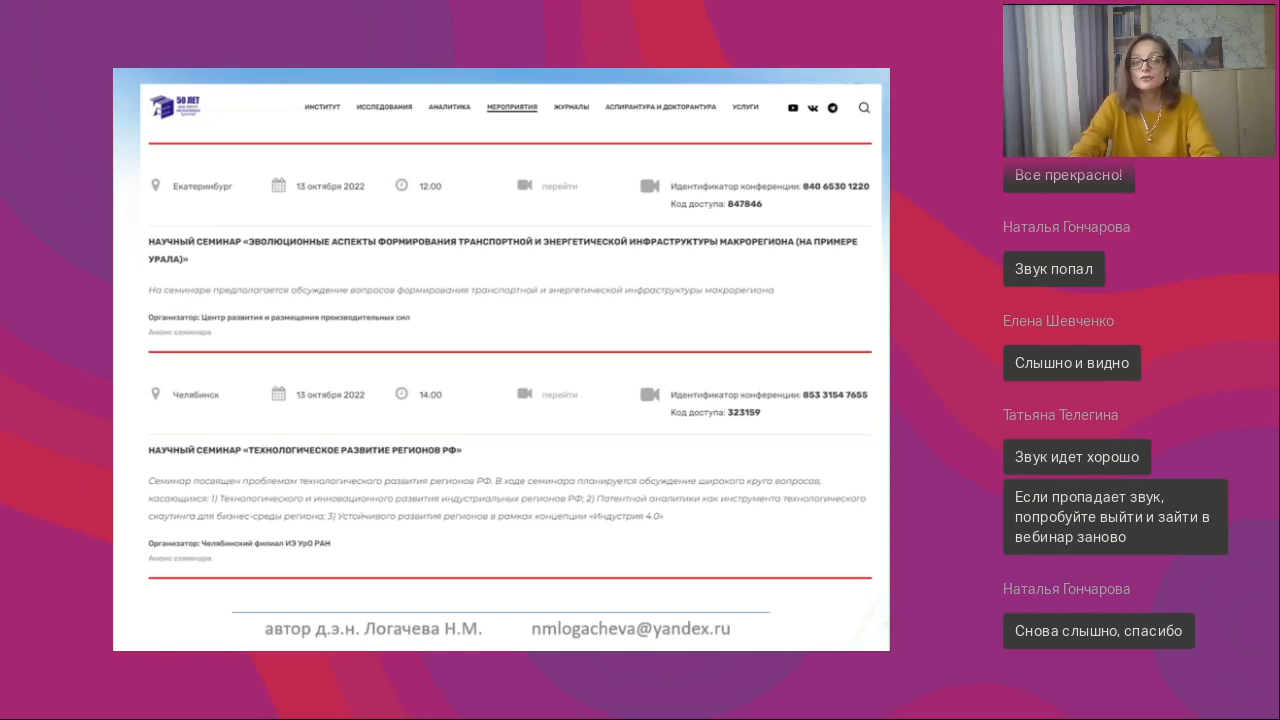 50 ЛЕТ
ИНСТИТУТ ИССЛЕДОВАНИЯ АНАЛИТИКА МЕРОПРИЯТИЯ ЖУРНАЛЫ АСПИРАНТУРА И ДОКТОРАНТУРА УСЛУГИ
Екатеринбург 13 октября 2022 12:00 перейти Идентификатор конференции: 840 6530 1220
Код доступа: 847846
НАУЧНЫЙ СЕМИНАР «ЭВОЛЮЦИОННЫЕ АСПЕКТЫ ФОРМИРОВАНИЯ ТРАНСПОРТНОЙ И ЭНЕРГЕТИЧЕСКОЙ ИНФРАСТРУКТУРЫ МАКРОРЕГИОНА (НА ПРИМЕРЕ
УРАЛА)»
На семинаре предполагается обсуждение вопросов формирования транспортной и энергетической инфраструктуры макрорегиона
Организатор: Центр развития и размещения производительных сил
Анонс семинара
Челябинск 13 октября 2022 14:00 перейти Идентификатор конференции: 853 3154 7655
Код доступа: 323159
НАУЧНЫЙ СЕМИНАР «ТЕХНОЛОГИЧЕСКОЕ РАЗВИТИЕ РЕГИОНОВ РФ»
Семинар посвящен проблемам технологического развития регионов РФ. В ходе семинара планируется обсуждение широкого круга вопросов,
касающихся: 1) Технологического и инновационного развития индустриальных регионов РФ; 2) Патентной аналитики как инструмента технологического
скаутинга для бизнес-среды региона; 3) Устойчивого развития регионов в рамках концепции «Индустрия 4.0»
Организатор: Челябинский филиал ИЭ УрО РАН
Анонс семинара
автор д.э.н. Логачева Н.М. nmlogacheva@yandex.ru
Все прекрасно!
Наталья Гончарова
Звук попал
Елена Шевченко
Слышно и видно
Татьяна Телегина
Звук идет хорошо
Если пропадает звук,
попробуйте выйти и зайти в
вебинар заново
Наталья Гончарова
Снова слышно, спасибо